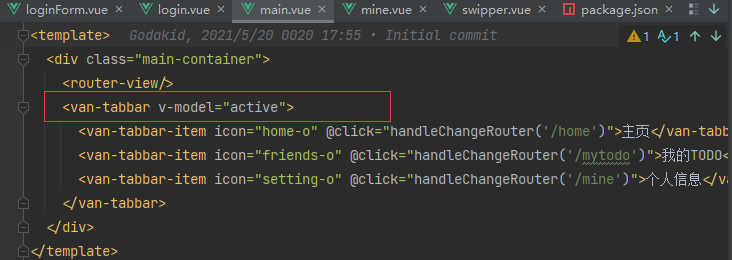 loginForm.vue × login.vue × main.vue × mine.vue × swipper.vue × package.json ×
<template> Godakid, 2021/5/20 0020 17:55 • Initial commit 1 1
<div class="main-container">
<router-view/>
<van-tabbar v-model="active">
<van-tabbar-item icon="home-o" @click="handleChangeRouter('/home')">主页</van-tabb
<van-tabbar-item icon="friends-o" @click="handleChangeRouter('/mytodo')">我的TODO<
<van-tabbar-item icon="setting-o" @click="handleChangeRouter('/mine')">个人信息</va
</van-tabbar>
</div>
</template>